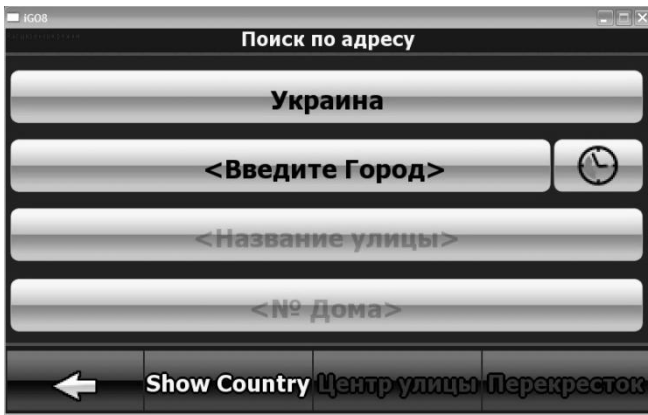 iGO8
Поиск по адресу
Украина
<Введите Город>
<Название улицы>
<№ Дома>
Show Country Центр улицы Перекресток